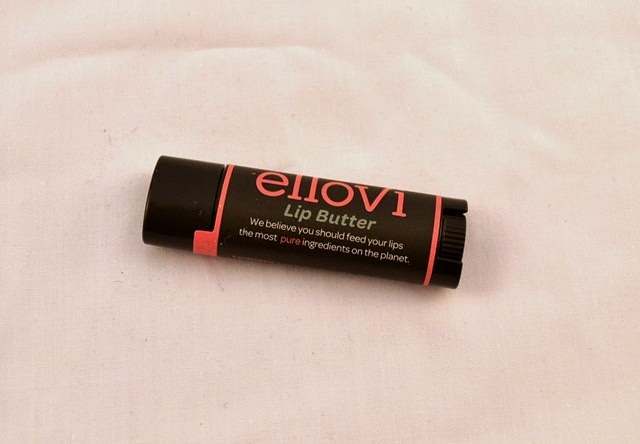 ellovi
Lip Butter
We believe you should feed your lips
the most pure ingredients on the planet.